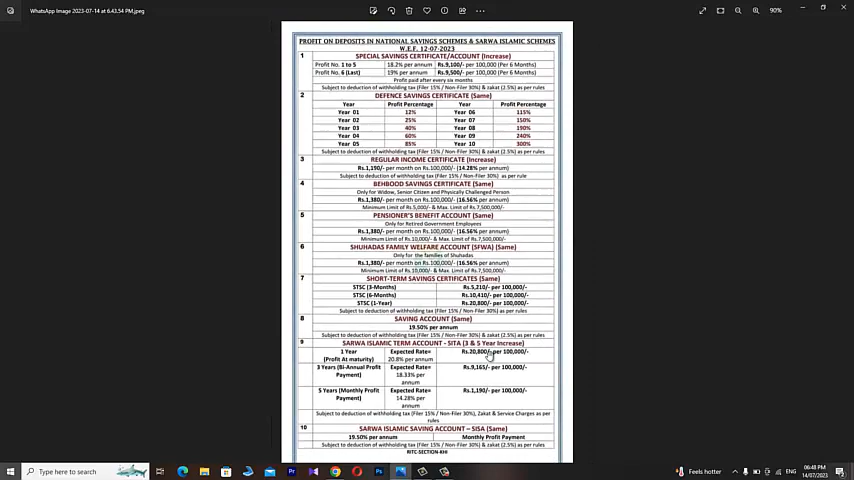 WhatsApp Image 2023-07-14 at 6.43.54 PM.jpeg
90%
PROFIT ON DEPOSITS IN NATIONAL SAVINGS SCHEMES & SARWA ISLAMIC SCHEMES
W.E.F. 12-07-2023
1 SPECIAL SAVINGS CERTIFICATE/ACCOUNT (Increase)
Profit No. 1 to 5 18.2% per annum Rs.9,100/- per 100,000 (Per 6 Months)
Profit No. 6 (Last) 19% per annum Rs.9,500/- per 100,000 (Per 6 Months)
Profit paid after every six months
Subject to deduction of withholding tax (Filer 15% / Non-Filer 30%) & zakat (2.5%) as per rules
2 DEFENCE SAVINGS CERTIFICATE (Same)
Year Profit Percentage Year Profit Percentage
Year 01 12% Year 06 115%
Year 02 25% Year 07 150%
Year 03 40% Year 08 190%
Year 04 60% Year 09 240%
Year 05 85% Year 10 300%
Subject to deduction of withholding tax (Filer 15% / Non-Filer 30%) & zakat (2.5%) as per rules
3 REGULAR INCOME CERTIFICATE (Increase)
Rs.1,190/- per month on Rs.100,000/- (14.28% per annum)
Subject to deduction of withholding tax (Filer 15% / Non-Filer 30%) as per rule
4 BEHBOOD SAVINGS CERTIFICATE (Same)
Only for Widow, Senior Citizen and Physically Challenged Person
Rs.1,380/- per month on Rs.100,000/- (16.56% per annum)
Minimum Limit of Rs.5,000/- & Max. Limit of Rs.7,500,000/-
5 PENSIONER'S BENEFIT ACCOUNT (Same)
Only for Retired Government Employees
Rs.1,380/- per month on Rs.100,000/- (16.56% per annum)
Minimum Limit of Rs.10,000/- & Max. Limit of Rs.7,500,000/-
6 SHUHADAS FAMILY WELFARE ACCOUNT (SFWA) (Same)
Only for the families of Shuhadas
Rs.1,380/- per month on Rs.100,000/- (16.56% per annum)
Minimum Limit of Rs.10,000/- & Max. Limit of Rs.7,500,000/-
7 SHORT-TERM SAVINGS CERTIFICATES (Same)
STSC (3-Months) Rs.5,210/- per 100,000/-
STSC (6-Months) Rs.10,410/- per 100,000/-
STSC (1-Year) Rs.20,800/- per 100,000/-
Subject to deduction of withholding tax (Filer 15% / Non-Filer 30%) & zakat (2.5%) as per rules
8 SAVING ACCOUNT (Same)
19.50% per annum
Subject to deduction of withholding tax (Filer 15% / Non-Filer 30%) & zakat (2.5%) as per rules
9 SARWA ISLAMIC TERM ACCOUNT - SITA (3 & 5 Year Increase)
1 Year Expected Rate= Rs.20,800/- per 100,000/-
(Profit At maturity) 20.8% per annum
3 Years (Bi-Annual Profit Expected Rate= Rs.9,165/- per 100,000/-
Payment) 18.33% per
annum
5 Years (Monthly Profit Expected Rate= Rs.1,190/- per 100,000/-
Payment) 14.28% per
annum
Subject to deduction of withholding tax (Filer 15% / Non-Filer 30%), Zakat & Service Charges as per
rules
10 SARWA ISLAMIC SAVING ACCOUNT – SISA (Same)
19.50% per annum Monthly Profit Payment
Subject to deduction of withholding tax (Filer 15% / Non-Filer 30%) & zakat (2.5%) as per rules
RITC-SECTION-KHI
Type here to search
Feels hotter
ENG
06:48 PM
14/07/2023